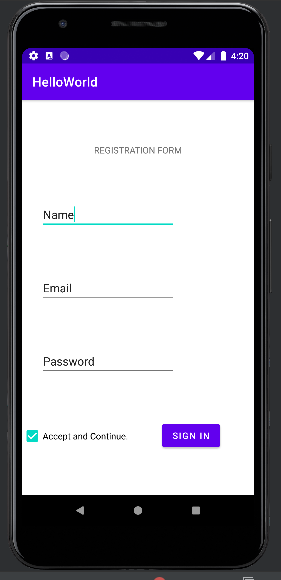 4:20
HelloWorld
REGISTRATION FORM
Name
Email
Password
Accept and Continue.
SIGN IN